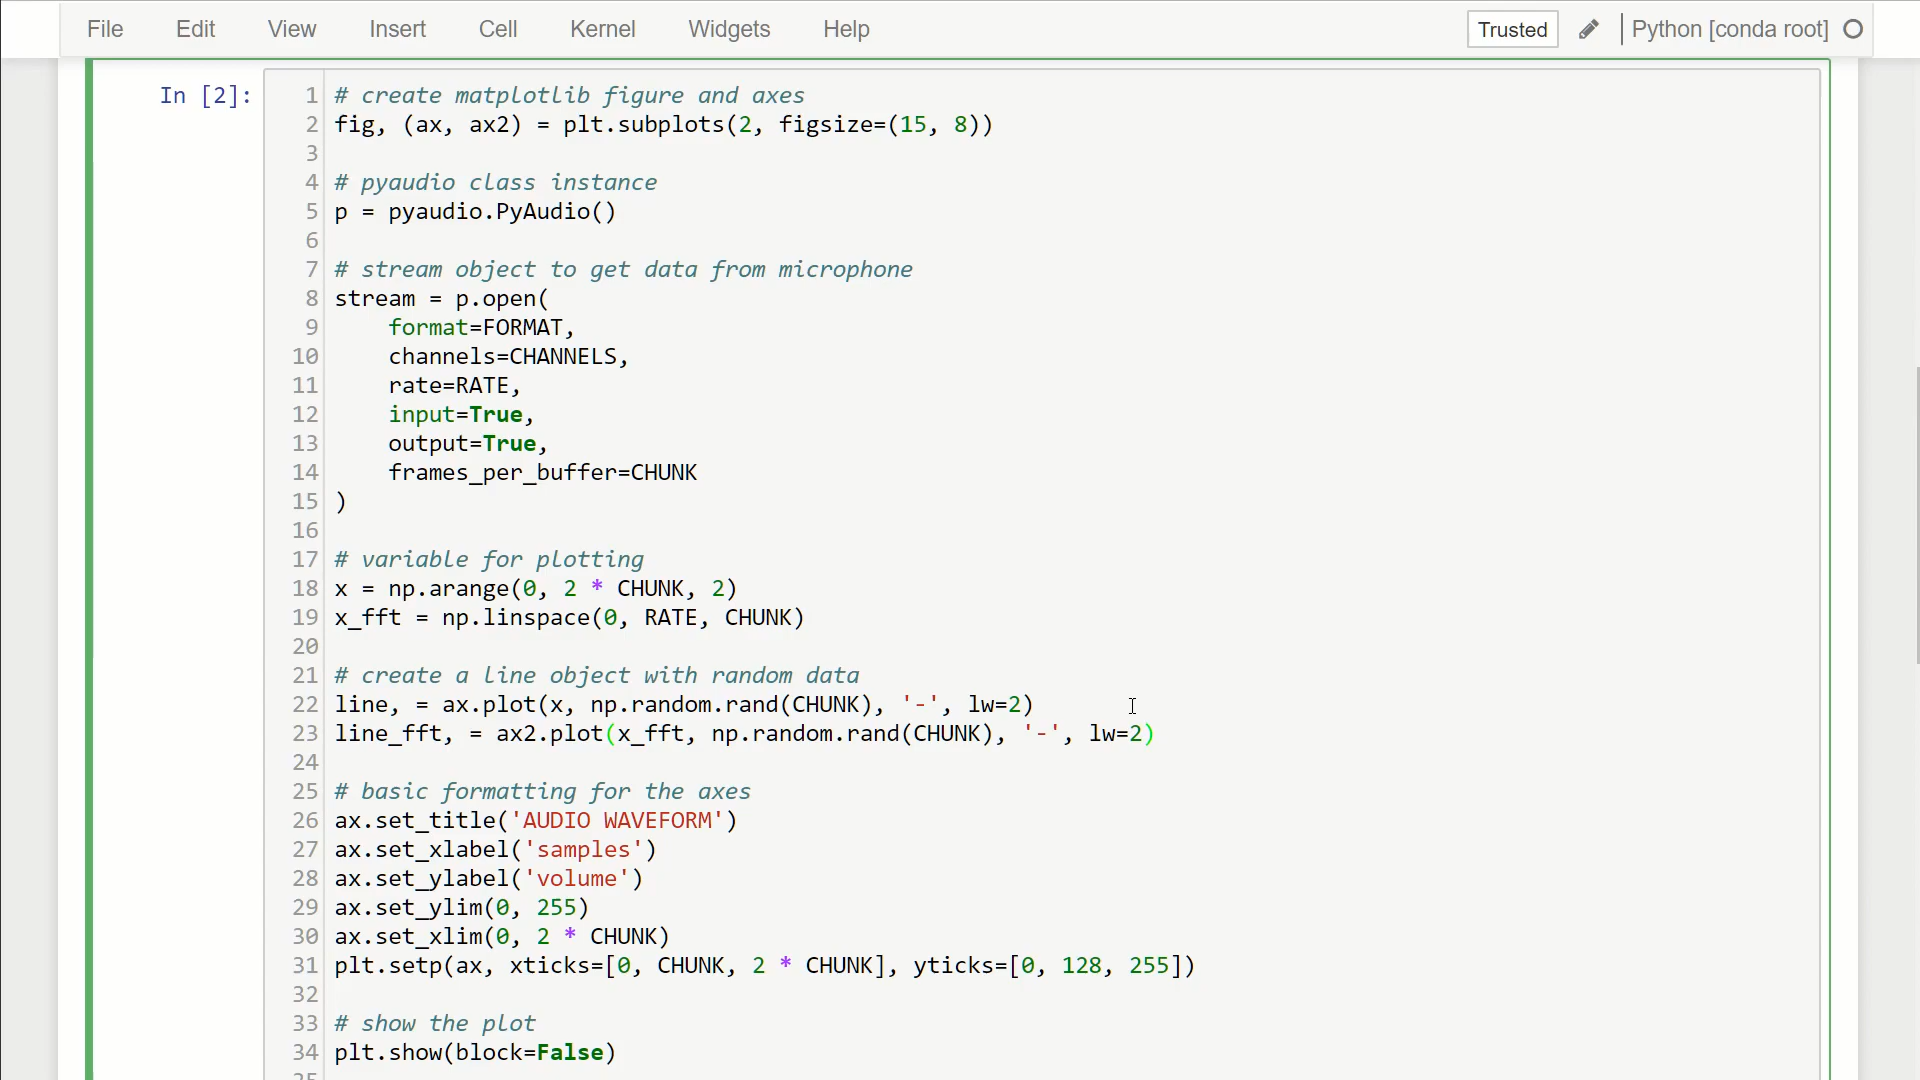 File Edit View Insert Cell Kernel Widgets Help Trusted Python [conda root]
In [2]:
1 # create matplotlib figure and axes
2 fig, (ax, ax2) = plt.subplots(2, figsize=(15, 8))
3
4 # pyaudio class instance
5 p = pyaudio.PyAudio()
6
7 # stream object to get data from microphone
8 stream = p.open(
9     format=FORMAT,
10     channels=CHANNELS,
11     rate=RATE,
12     input=True,
13     output=True,
14     frames_per_buffer=CHUNK
15 )
16
17 # variable for plotting
18 x = np.arange(0, 2 * CHUNK, 2)
19 x_fft = np.linspace(0, RATE, CHUNK)
20
21 # create a line object with random data
22 line, = ax.plot(x, np.random.rand(CHUNK), '-', lw=2)
23 line_fft, = ax2.plot(x_fft, np.random.rand(CHUNK), '-', lw=2)
24
25 # basic formatting for the axes
26 ax.set_title('AUDIO WAVEFORM')
27 ax.set_xlabel('samples')
28 ax.set_ylabel('volume')
29 ax.set_ylim(0, 255)
30 ax.set_xlim(0, 2 * CHUNK)
31 plt.setp(ax, xticks=[0, CHUNK, 2 * CHUNK], yticks=[0, 128, 255])
32
33 # show the plot
34 plt.show(block=False)
35